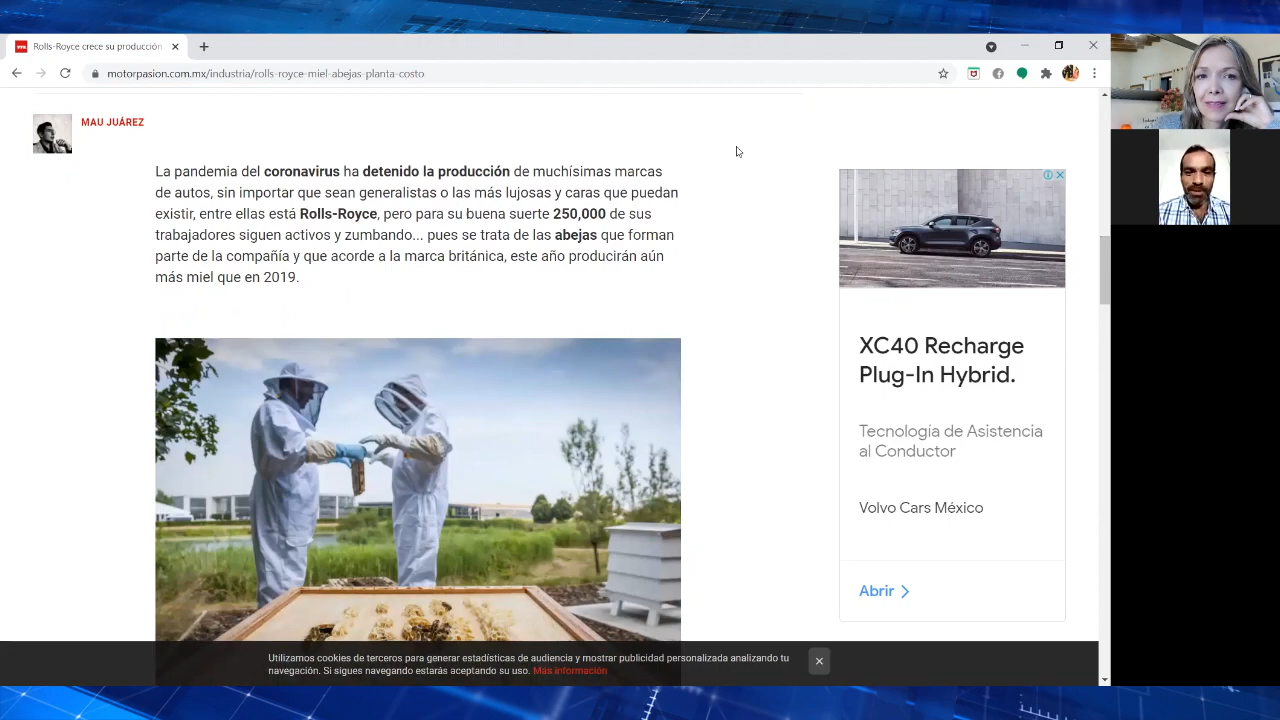 Rolls-Royce crece su producción
motorpasion.com.mx/industria/rolls-royce-miel-abejas-planta-costo
MAU JUÁREZ
La pandemia del coronavirus ha detenido la producción de muchísimas marcas
de autos, sin importar que sean generalistas o las más lujosas y caras que puedan
existir, entre ellas está Rolls-Royce, pero para su buena suerte 250,000 de sus
trabajadores siguen activos y zumbando... pues se trata de las abejas que forman
parte de la compañía y que acorde a la marca británica, este año producirán aún
más miel que en 2019.
XC40 Recharge
Plug-In Hybrid.
Tecnología de Asistencia
al Conductor
Volvo Cars México
Abrir
Utilizamos cookies de terceros para generar estadísticas de audiencia y mostrar publicidad personalizada analizando tu
navegación. Si sigues navegando estarás aceptando su uso. Más información